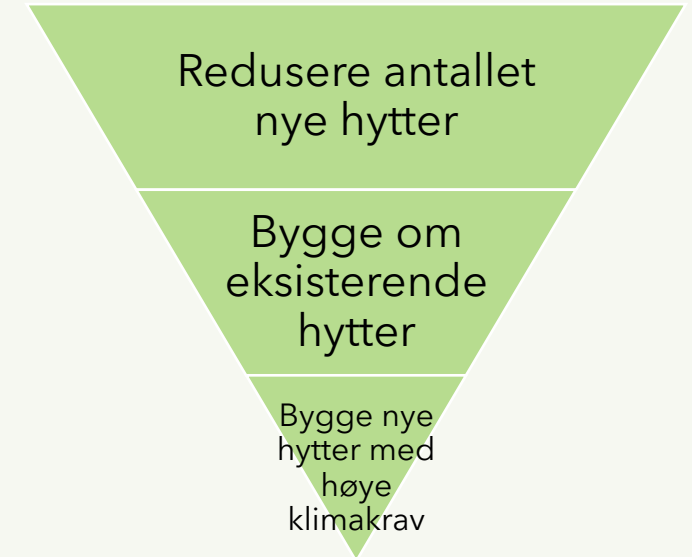 Redusere antallet
nye hytter
Bygge om
eksisterende
hytter
Bygge nye
hytter med
høye
klimakrav